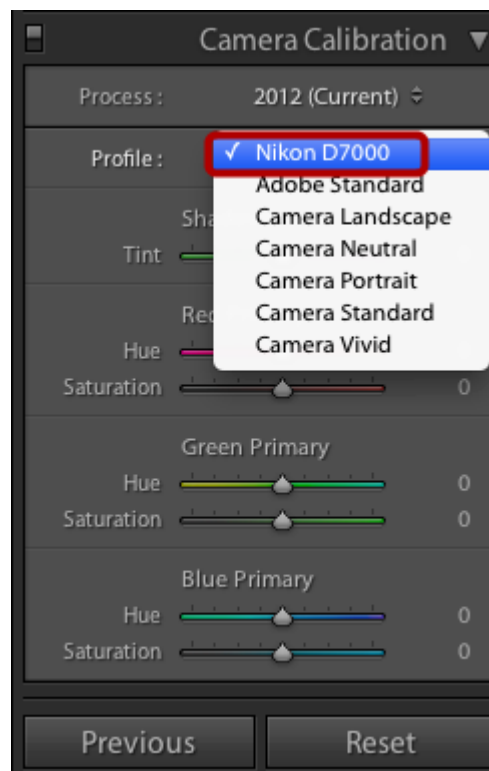 Camera Calibration
Process : 2012 (Current)
Profile : ✓ Nikon D7000
Adobe Standard
Camera Landscape
Camera Neutral
Camera Portrait
Camera Standard
Camera Vivid
Tint
Hue
Saturation 0
Green Primary
Hue 0
Saturation 0
Blue Primary
Hue 0
Saturation 0
Previous Reset